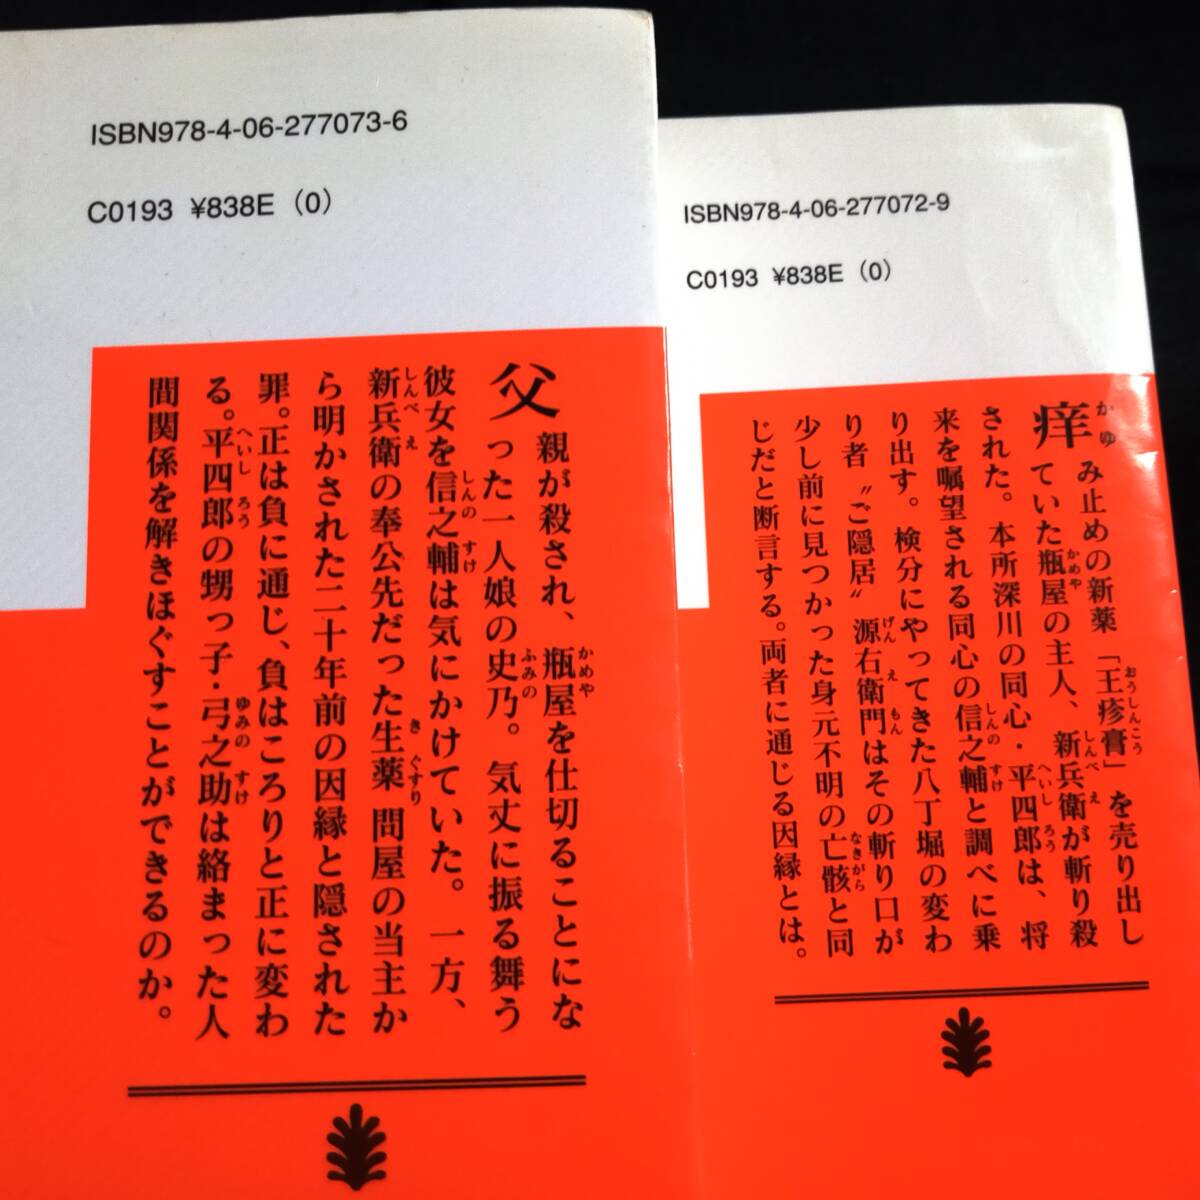 ISBN978-4-06-277073-6
C0193 ¥838E (0)
父親が殺され、瓶屋を仕切ることにな
った一人娘の史乃。気丈に振る舞う
彼女を信之輔は気にかけていた。一方、
新兵衛の奉公先だった生薬問屋の当主か
ら明かされた二十年前の因縁と隠された
罪。正は負に通じ、負はころりと正に変わ
る。平四郎の甥っ子・弓之助は絡まった人
間関係を解きほぐすことができるのか。
ISBN978-4-06-277072-9
C0193 ¥838E (0)
痒み止めの新薬「王疹膏」を売り出し
ていた瓶屋の主人、新兵衛が斬り殺
された。本所深川の同心・平四郎は、将
来を嘱望される同心の信之輔と調べに乗
り出す。検分にやってきた八丁堀の変わ
り者〝ご隠居〟源右衛門はその斬り口が
少し前に見つかった身元不明の亡骸と同
じだと断言する。両者に通じる因縁とは。